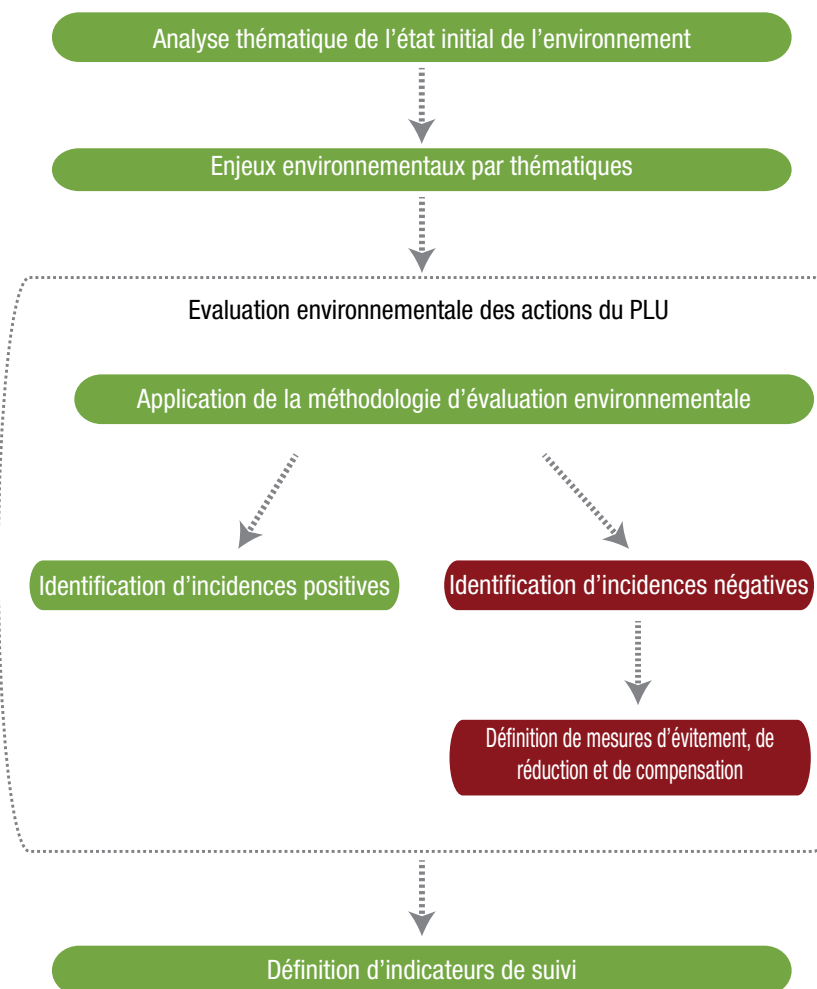 Analyse thématique de l’état initial de l’environnement
Enjeux environnementaux par thématiques
Evaluation environnementale des actions du PLU
Application de la méthodologie d’évaluation environnementale
Identification d’incidences positives
Identification d’incidences négatives
Définition de mesures d’évitement, de
réduction et de compensation
Définition d’indicateurs de suivi